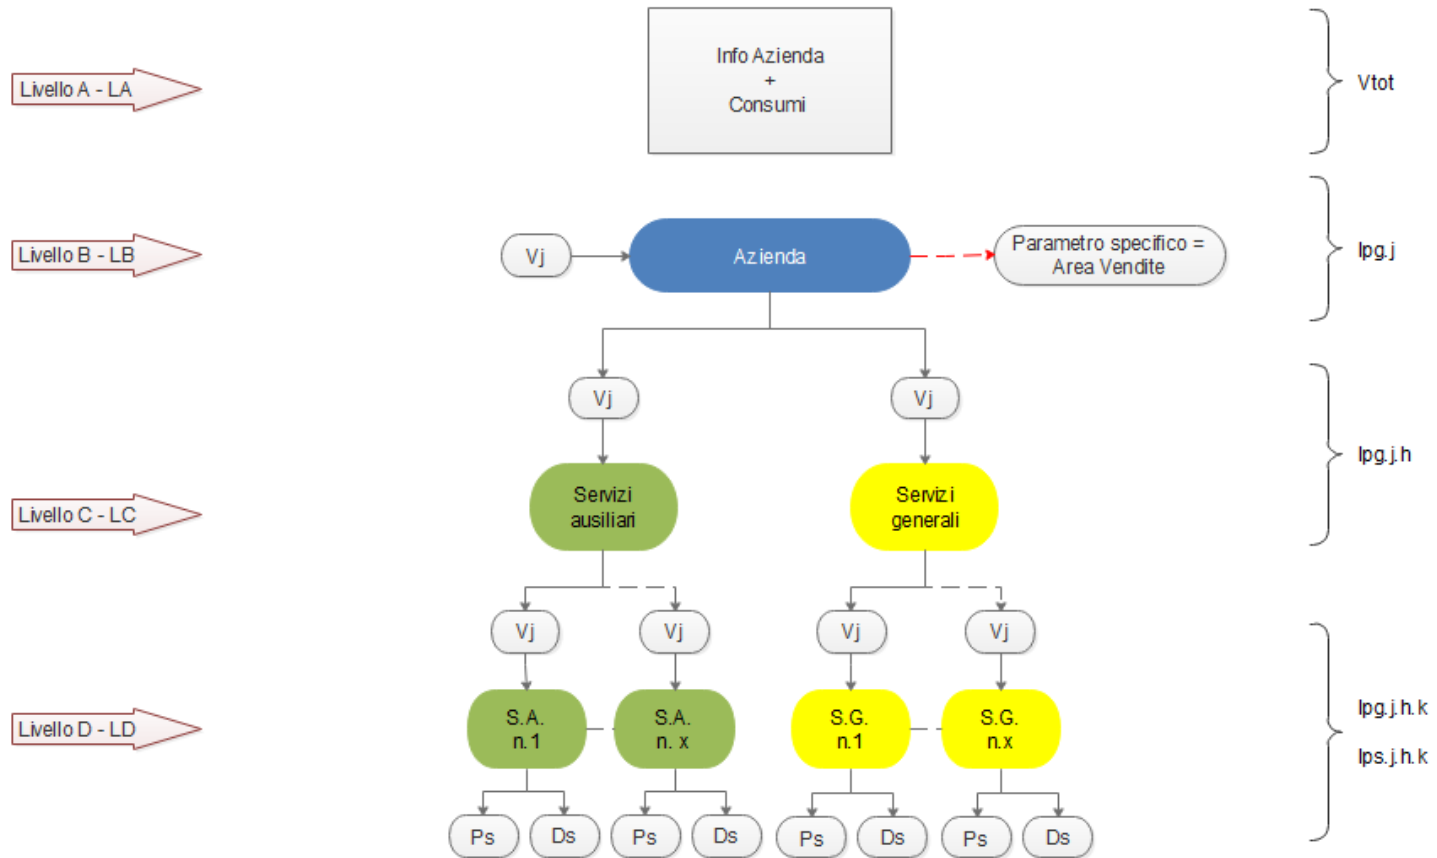 Info Azienda
+
Consumi
Livello A - LA
Vtot
Livello B - LB
Vj
Azienda
Parametro specifico =
Area Vendite
Ipg.j
Vj
Vj
Ipg.j.h
Livello C - LC
Servizi
ausiliari
Servizi
generali
Vj
Vj
Vj
Vj
Livello D - LD
S.A.
n.1
S.A.
n. x
S.G.
n.1
S.G.
n.x
Ipg.j.h.k
Ips.j.h.k
Ps
Ds
Ps
Ds
Ps
Ds
Ps
Ds